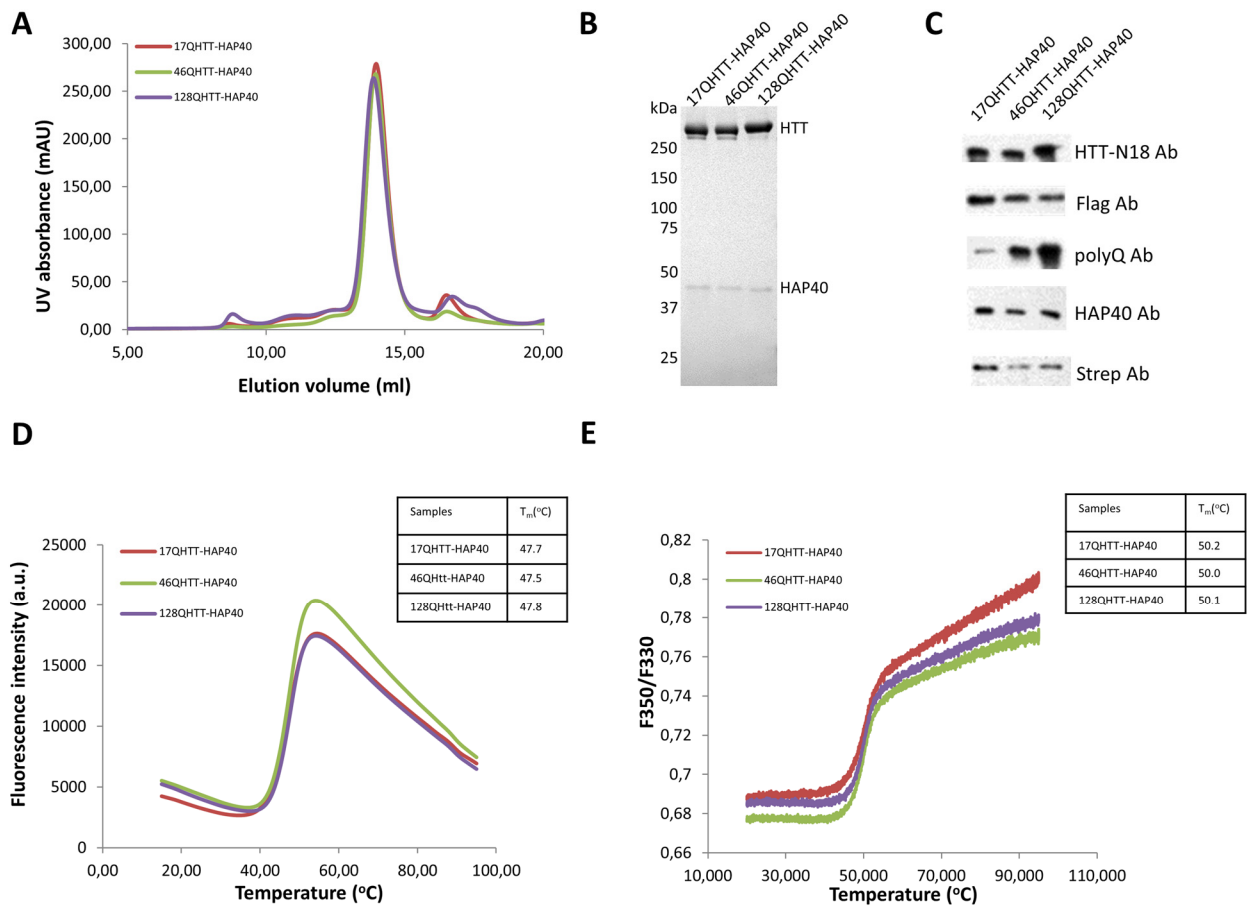 A
300,00
250,00
200,00
150,00
100,00
50,00
0,00
5,00
10,00
15,00
20,00
UV absorbance (mAU)
Elution volume (ml)
17QHTT-HAP40
46QHTT-HAP40
128QHTT-HAP40
B
17QHTT-HAP40
46QHTT-HAP40
128QHTT-HAP40
kDa
250
150
100
75
50
37
25
HTT
HAP40
C
17QHTT-HAP40
46QHTT-HAP40
128QHTT-HAP40
HTT-N18 Ab
Flag Ab
polyQ Ab
HAP40 Ab
Strep Ab
D
25000
20000
15000
10000
5000
0
0,00
20,00
40,00
60,00
80,00
100,00
Fluorescence intensity (a.u.)
Temperature (°C)
17QHTT-HAP40
46QHTT-HAP40
128QHTT-HAP40
Samples Tm(°C)
17QHTT-HAP40 47.7
46QHtt-HAP40 47.5
128QHtt-HAP40 47.8
E
0,82
0,8
0,78
0,76
0,74
0,72
0,7
0,68
0,66
10,000
30,000
50,000
70,000
90,000
110,000
F350/F330
Temperature (°C)
17QHTT-HAP40
46QHTT-HAP40
128QHTT-HAP40
Samples Tm(°C)
17QHTT-HAP40 50.2
46QHTT-HAP40 50.0
128QHTT-HAP40 50.1